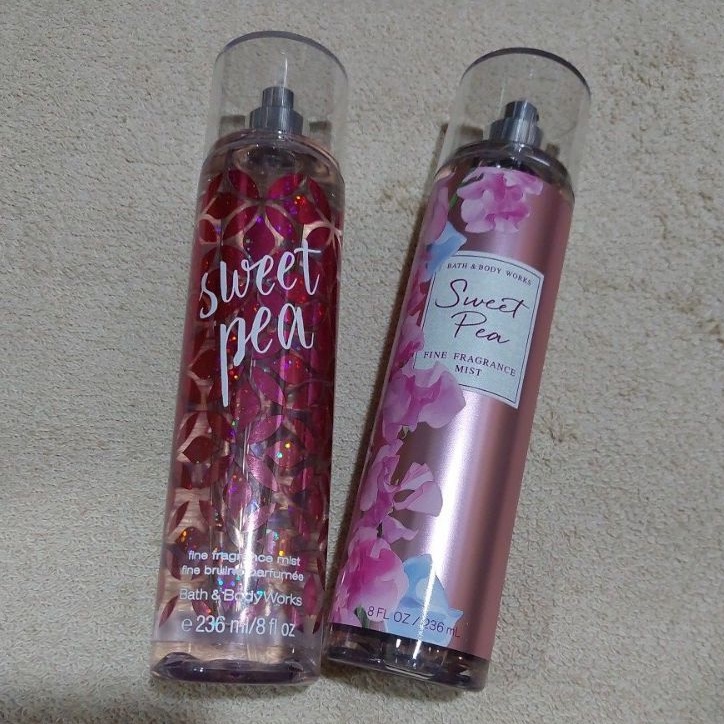 sweet
pea
fine fragrance mist
fine bruine parfumée
Bath & Body Works
e 236 ml/8 fl oz
BATH & BODY WORKS
Sweet
Pea
FINE FRAGRANCE
MIST
8 FL OZ / 236 mL